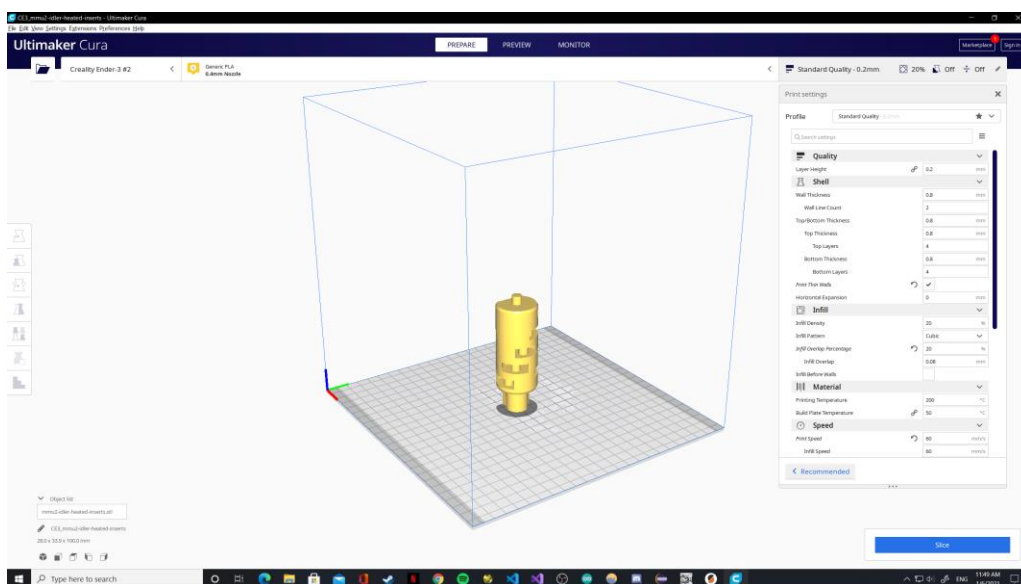 CE3_mmu2-idler-heated-inserts - Ultimaker Cura
File Edit View Settings Extensions Preferences Help
Ultimaker Cura
PREPARE PREVIEW MONITOR
Marketplace Sign in
Creality Ender-3 #2
Generic PLA
0.4mm Nozzle
Standard Quality - 0.2mm 20% Off Off
Print settings
Profile Standard Quality
Search settings
Quality
Layer Height 0.2 mm
Shell
Wall Thickness 0.8 mm
Wall Line Count 2
Top/Bottom Thickness 0.8 mm
Top Thickness 0.8 mm
Top Layers 4
Bottom Thickness 0.8 mm
Bottom Layers 4
Print Thin Walls
Horizontal Expansion 0 mm
Infill
Infill Density 20 %
Infill Pattern Cubic
Infill Overlap Percentage 20 %
Infill Overlap 0.08 mm
Infill Before Walls
Material
Printing Temperature 200 °C
Build Plate Temperature 50 °C
Speed
Print Speed 60 mm/s
Infill Speed 60 mm/s
Recommended
Object list
mmu2-idler-heated-inserts.stl
CE3_mmu2-idler-heated-inserts
Slice
Type here to search
ENG
11:49 AM